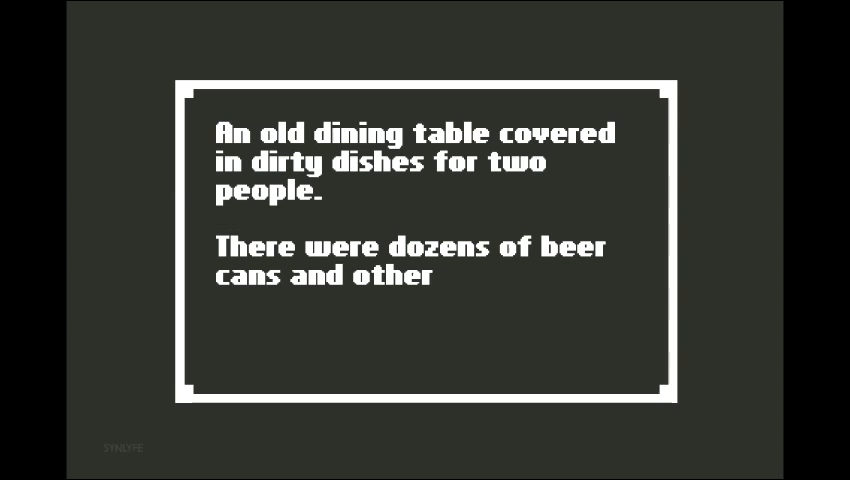 An old dining table covered
in dirty dishes for two
people.
There were dozens of beer
cans and other
SYNLYFE